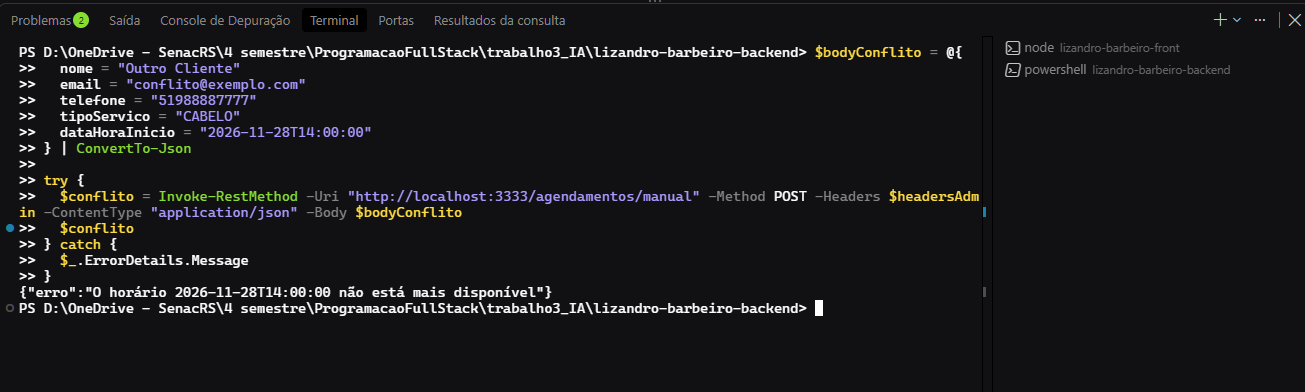 Problemas 2 Saída Console de Depuração Terminal Portas Resultados da consulta
PS D:\OneDrive - SenacRS\4 semestre\ProgramacaoFullStack\trabalho3_IA\lizandro-barbeiro-backend> $bodyConflito = @{
>>   nome = "Outro Cliente"
>>   email = "conflito@exemplo.com"
>>   telefone = "51988887777"
>>   tipoServico = "CABELO"
>>   dataHoraInicio = "2026-11-28T14:00:00"
>> } | ConvertTo-Json
>>
>> try {
>>   $conflito = Invoke-RestMethod -Uri "http://localhost:3333/agendamentos/manual" -Method POST -Headers $headersAdm
in -ContentType "application/json" -Body $bodyConflito
>>   $conflito
>> } catch {
>>   $_.ErrorDetails.Message
>> }
{"erro":"O horário 2026-11-28T14:00:00 não está mais disponível"}
PS D:\OneDrive - SenacRS\4 semestre\ProgramacaoFullStack\trabalho3_IA\lizandro-barbeiro-backend>
node lizandro-barbeiro-front
powershell lizandro-barbeiro-backend